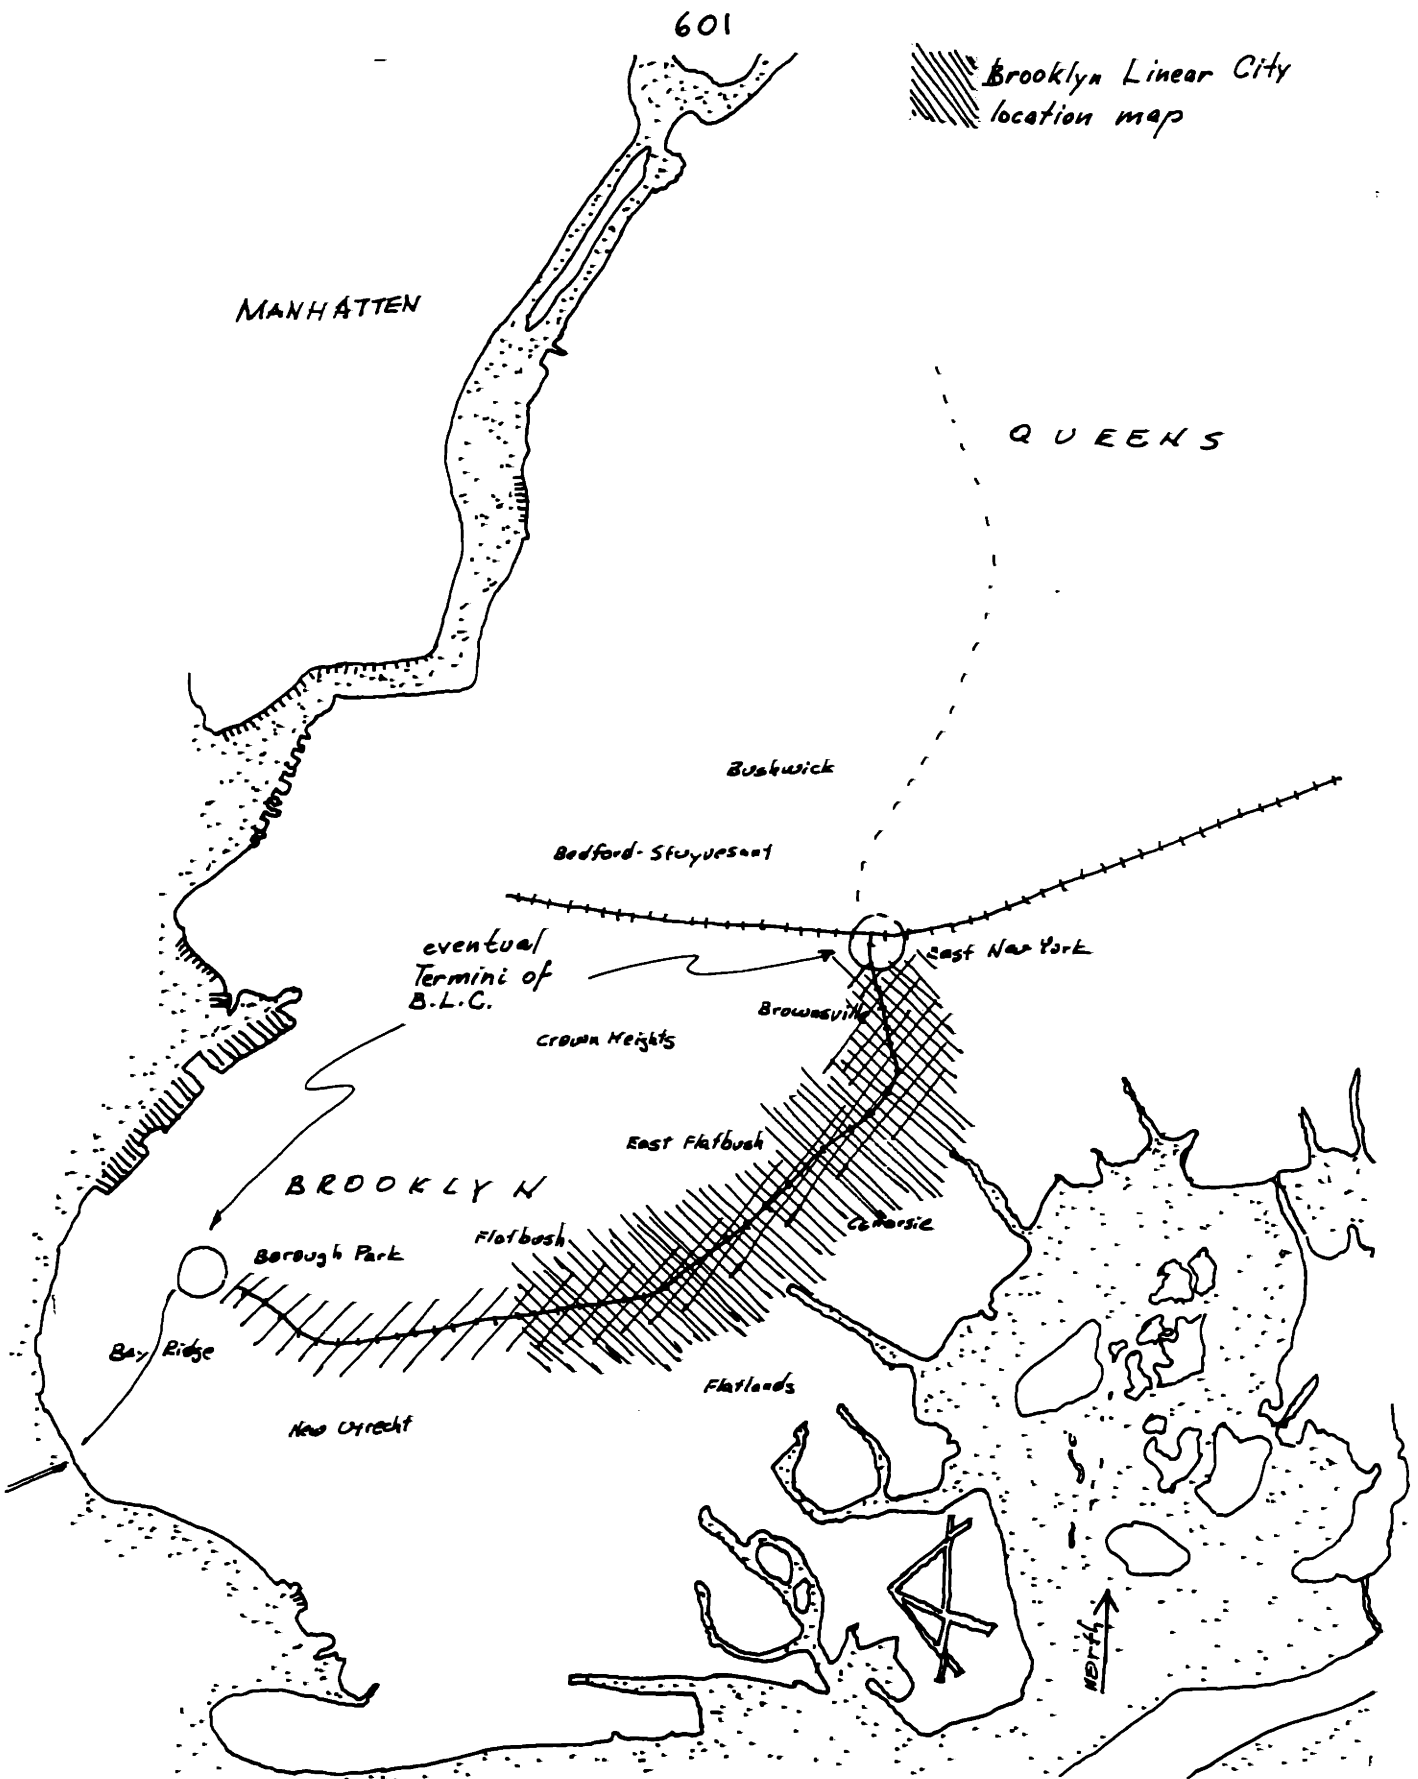 601
Brooklyn Linear City
location map
MANHATTEN
QUEENS
Bushwick
Bedford-Stuyvesant
eventual
Termini of
B.L.C.
East New York
Brownsville
Crown Heights
East Flatbush
BROOKLYN
Canarsie
Flatbush
Borough Park
Bay Ridge
Flatlands
New Utrecht
North